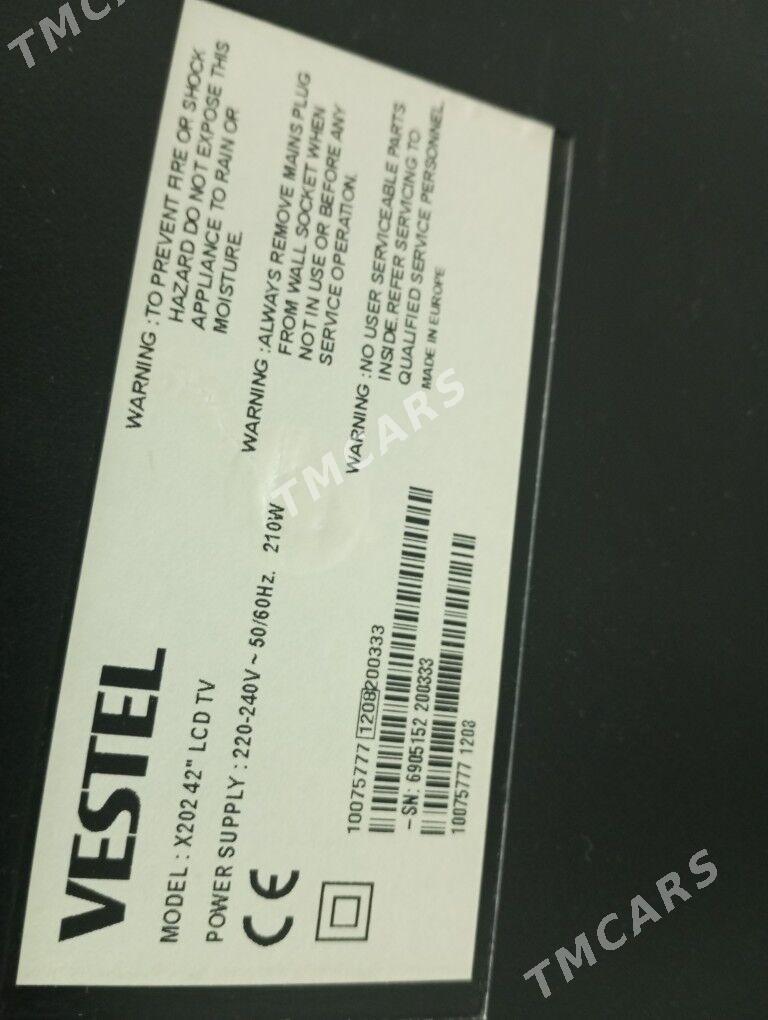 VESTEL
MODEL : X202 42" LCD TV
POWER SUPPLY : 220-240V ~ 50/60Hz. 210W
CE
10075777 1208200333
-SN: 6905152 200333
10075777 1208
WARNING :TO PREVENT FIRE OR SHOCK
HAZARD DO NOT EXPOSE THIS
APPLIANCE TO RAIN OR
MOISTURE.
WARNING :ALWAYS REMOVE MAINS PLUG
FROM WALL SOCKET WHEN
NOT IN USE OR BEFORE ANY
SERVICE OPERATION.
WARNING :NO USER SERVICEABLE PARTS
INSIDE.REFER SERVICING TO
QUALIFIED SERVICE PERSONNEL.
MADE IN EUROPE
TMCARS
TMCARS